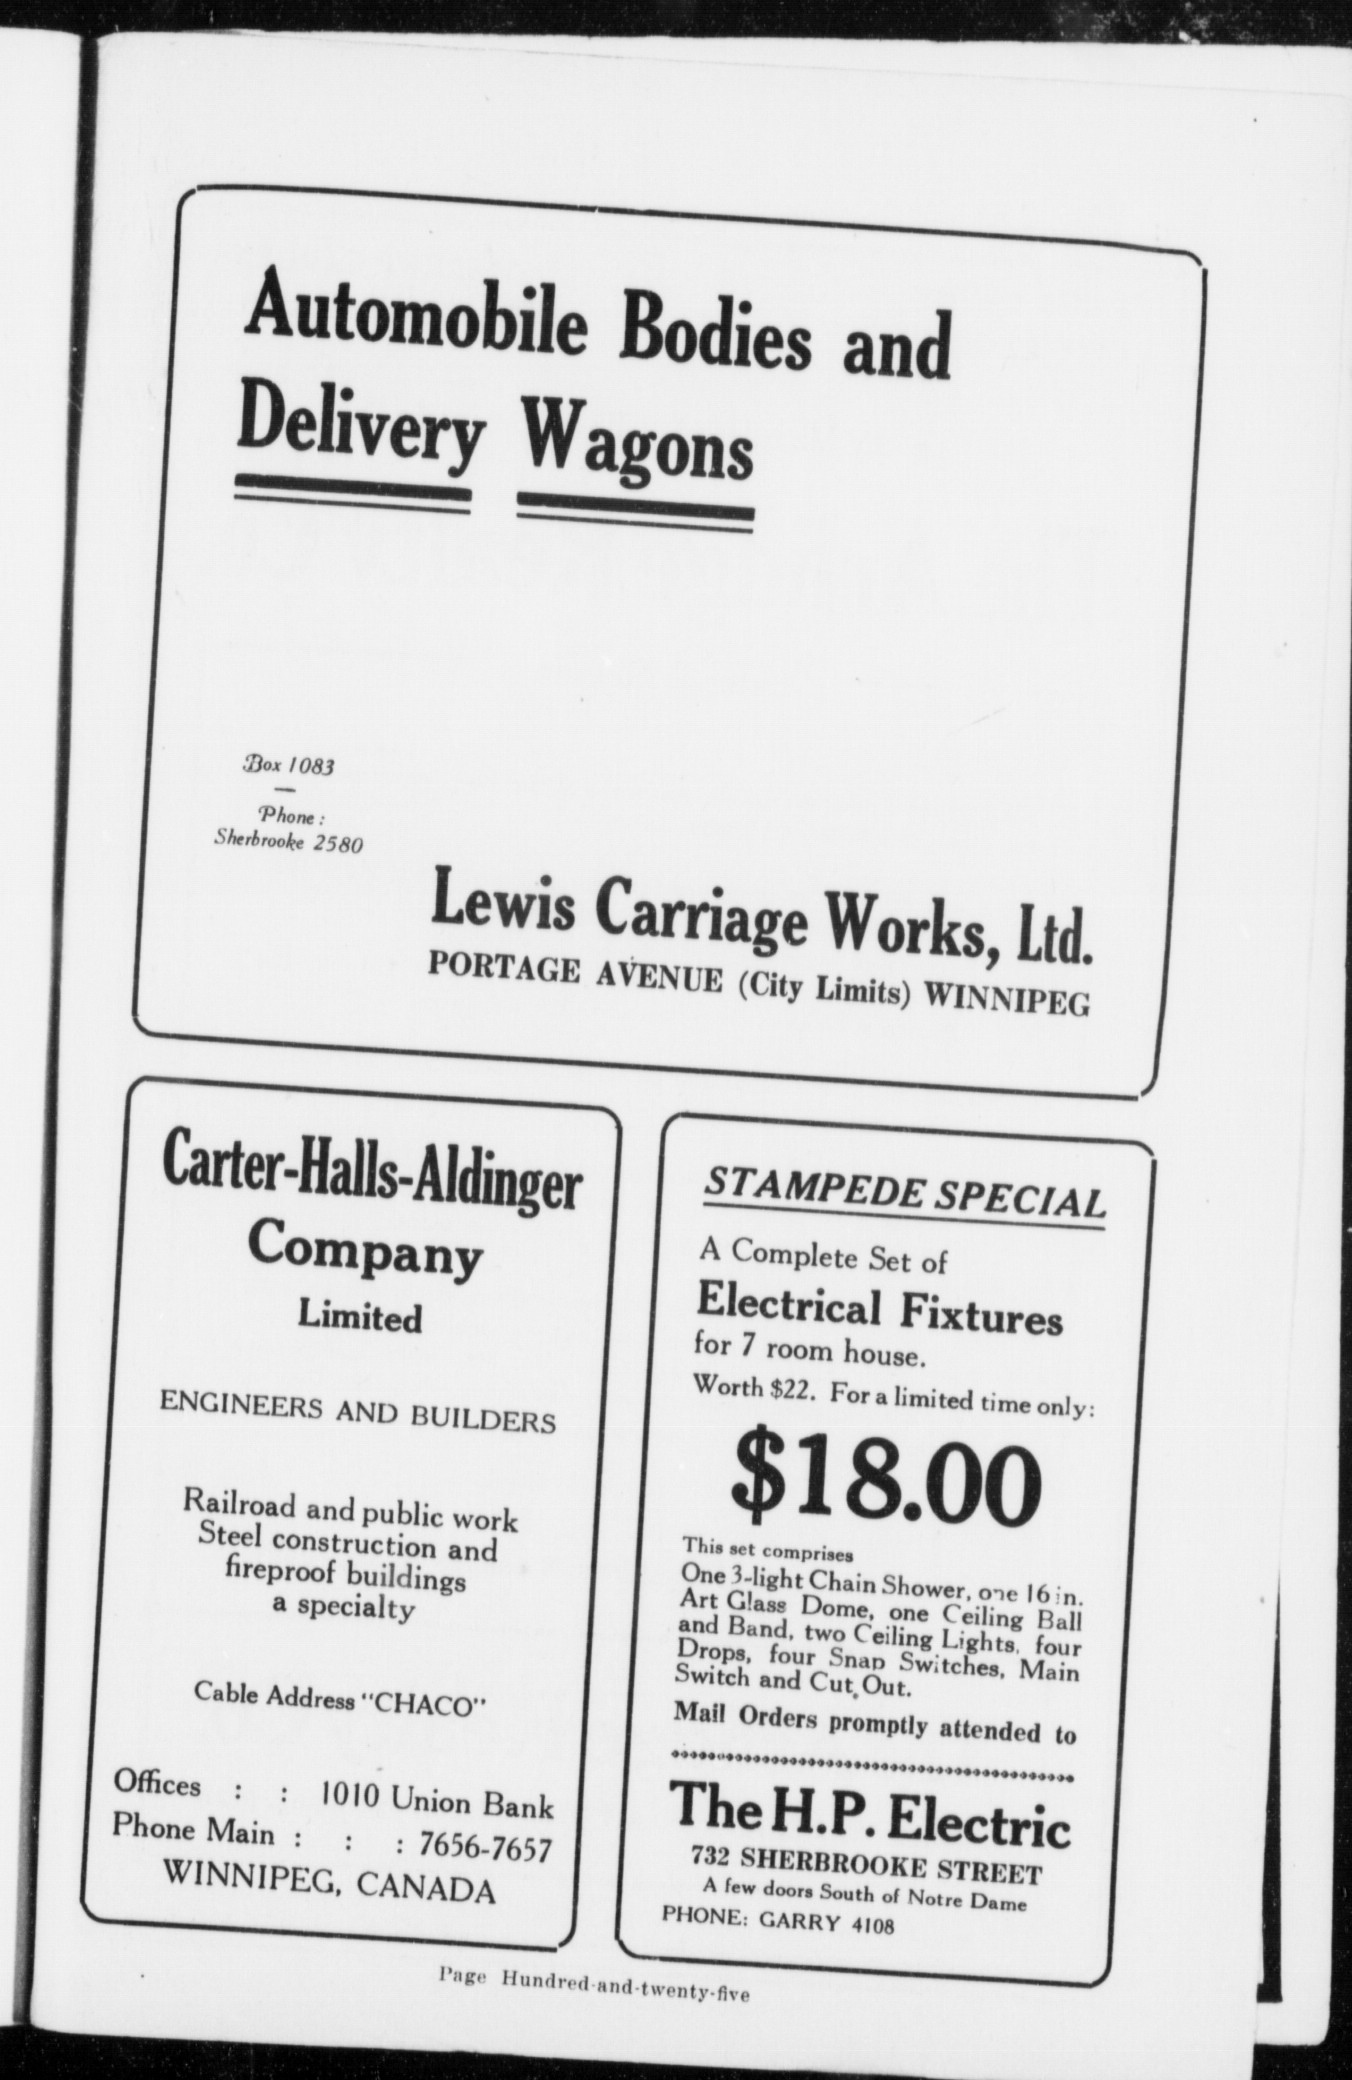 Automobile Bodies and
Delivery Wagons
Box 1083
—
Phone:
Sherbrooke 2580
Lewis Carriage Works, Ltd.
PORTAGE AVENUE (City Limits) WINNIPEG
Carter-Halls-Aldinger
Company
Limited
ENGINEERS AND BUILDERS
Railroad and public work
Steel construction and
fireproof buildings
a specialty
Cable Address "CHACO"
Offices : : 1010 Union Bank
Phone Main : : : 7656-7657
WINNIPEG, CANADA
STAMPEDE SPECIAL
A Complete Set of
Electrical Fixtures
for 7 room house.
Worth $22. For a limited time only:
$18.00
This set comprises
One 3-light Chain Shower, one 16 in.
Art Glass Dome, one Ceiling Ball
and Band, two Ceiling Lights, four
Drops, four Snap Switches, Main
Switch and Cut Out.
Mail Orders promptly attended to
The H.P. Electric
732 SHERBROOKE STREET
A few doors South of Notre Dame
PHONE: GARRY 4108
Page Hundred-and-twenty-five